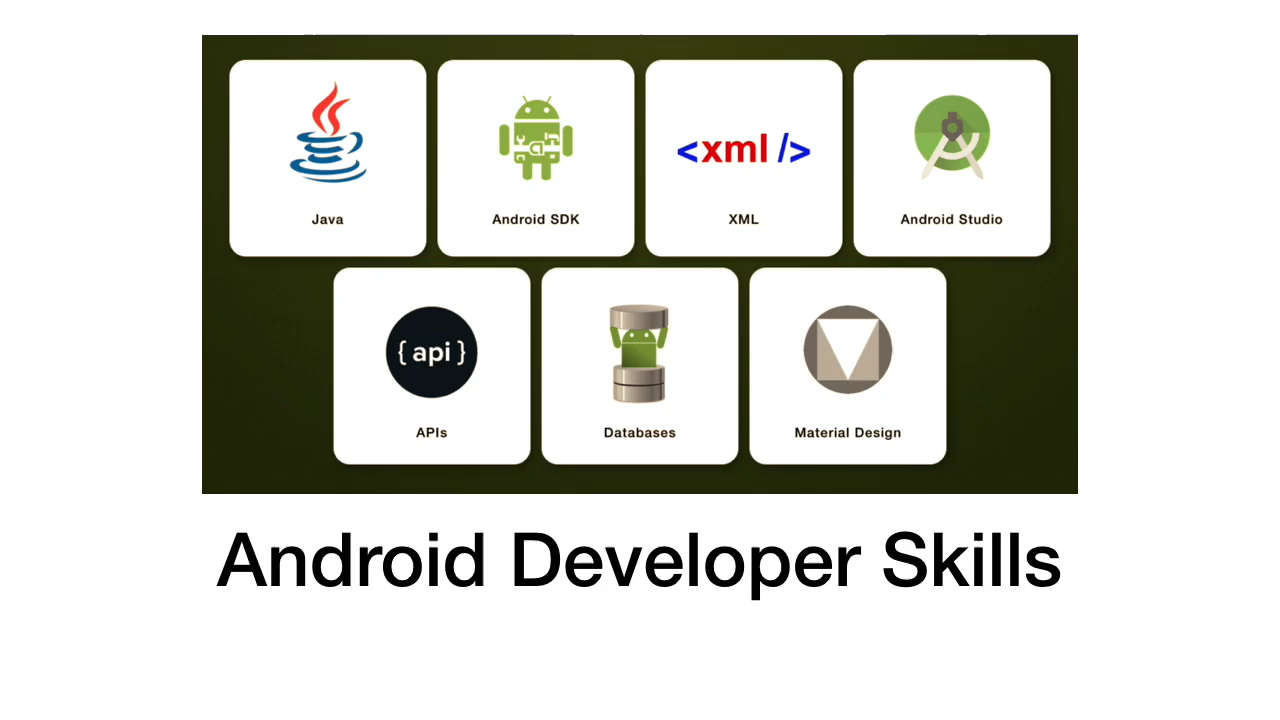 <xml/>
Java
Android SDK
XML
Android Studio
{ api }
APIs
Databases
Material Design
Android Developer Skills